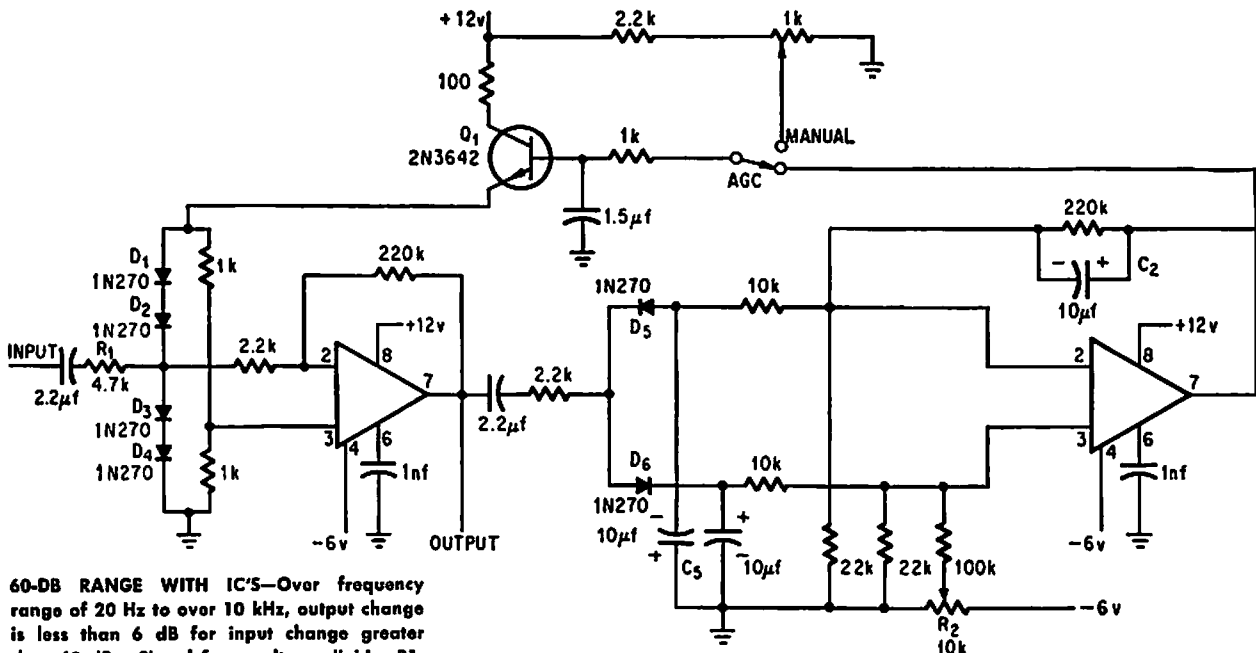 +12v
2.2k
1k
100
Q1
2N3642
1k
MANUAL
AGC
1.5µf
220k
C2
- +
10µf
D1
1N270
1k
D2
1N270
220k
+12v
INPUT
R1
4.7k
2.2µf
2.2k
2
8
7
3
4
6
D3
1N270
D4
1N270
1k
1nf
-6v
OUTPUT
2.2µf
2.2k
1N270
D5
10k
D6
1N270
10k
-
10µf
+
C5
+
-10µf
22k
22k
100k
R2
10k
-6v
+12v
2
8
7
3
4
6
1nf
-6v
60-DB RANGE WITH IC'S—Over frequency
range of 20 Hz to over 10 kHz, output change
is less than 6 dB for input change greater